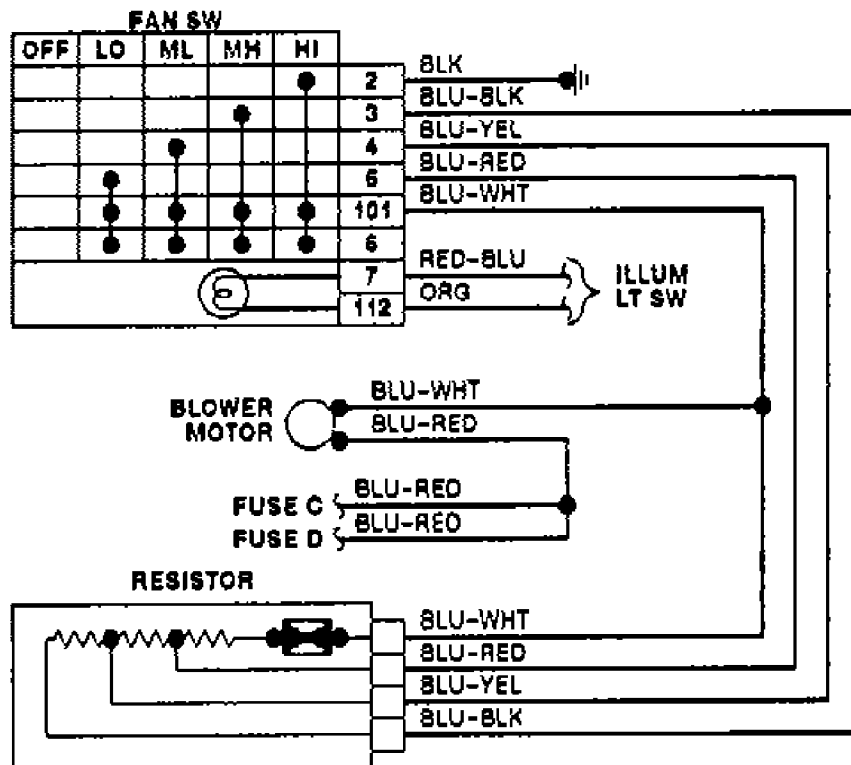 FAN SW
OFF LO ML MH HI
2 BLK
3 BLU-BLK
4 BLU-YEL
5 BLU-RED
101 BLU-WHT
6
7 RED-BLU
112 ORG
ILLUM
LT SW
BLOWER
MOTOR
BLU-WHT
BLU-RED
FUSE C BLU-RED
FUSE D BLU-RED
RESISTOR
BLU-WHT
BLU-RED
BLU-YEL
BLU-BLK